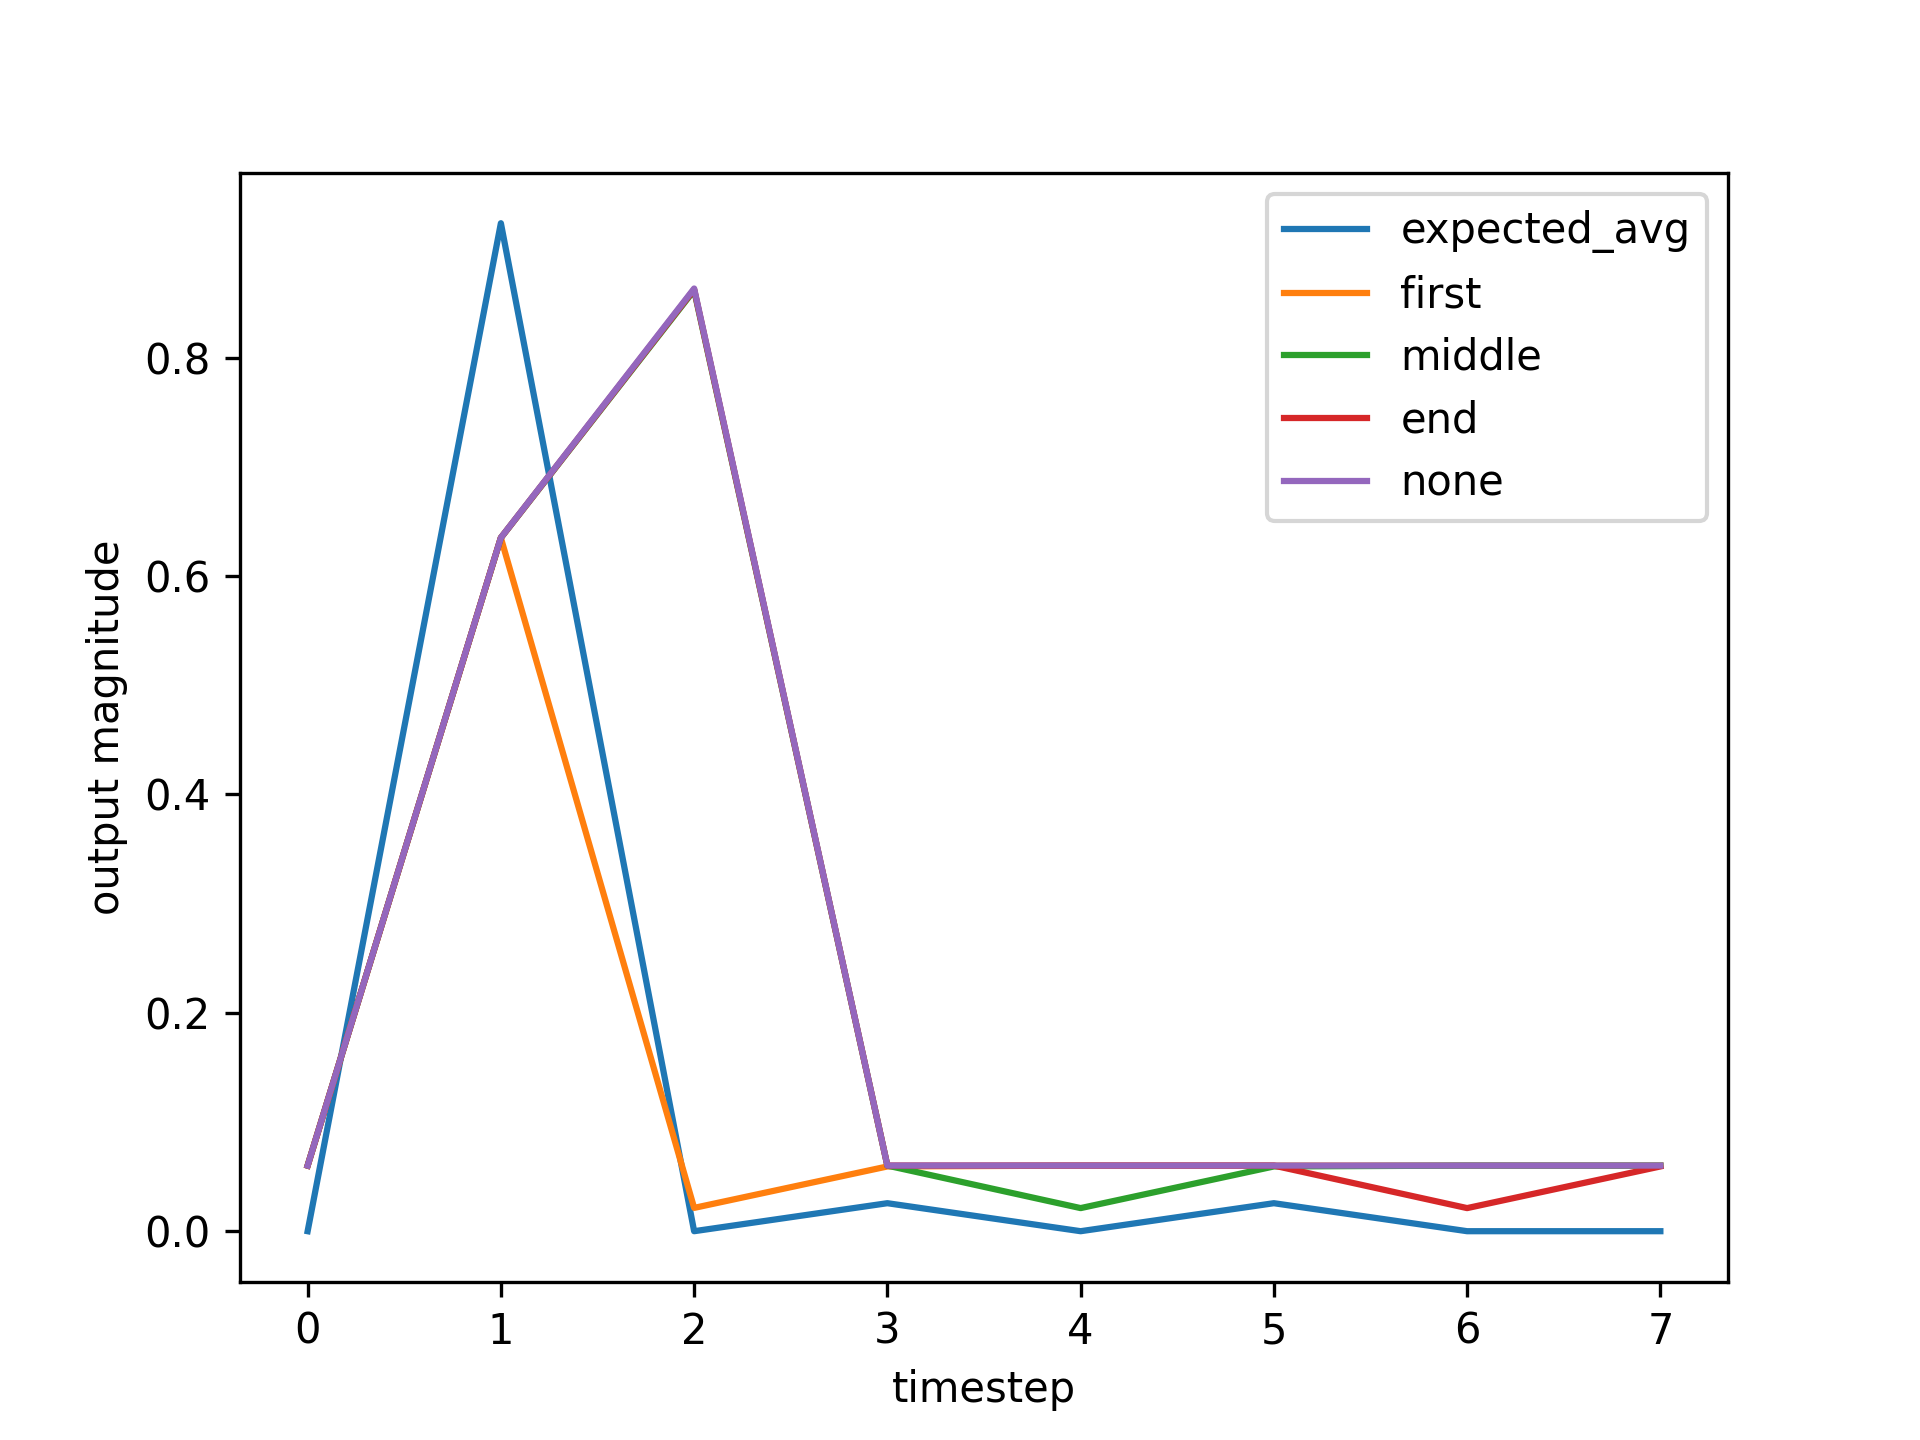 expected_avg
first
middle
end
none
output magnitude
0.8
0.6
0.4
0.2
0.0
0 1 2 3 4 5 6 7
timestep